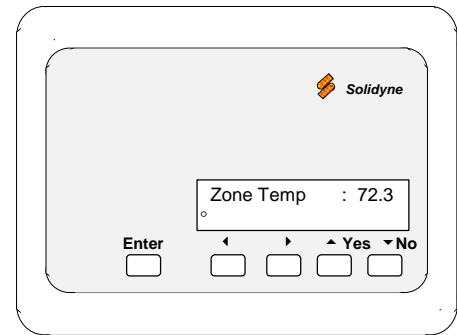 Solidyne
Zone Temp : 72.3
°
Enter ◂ ▸ ▴ Yes ▾ No